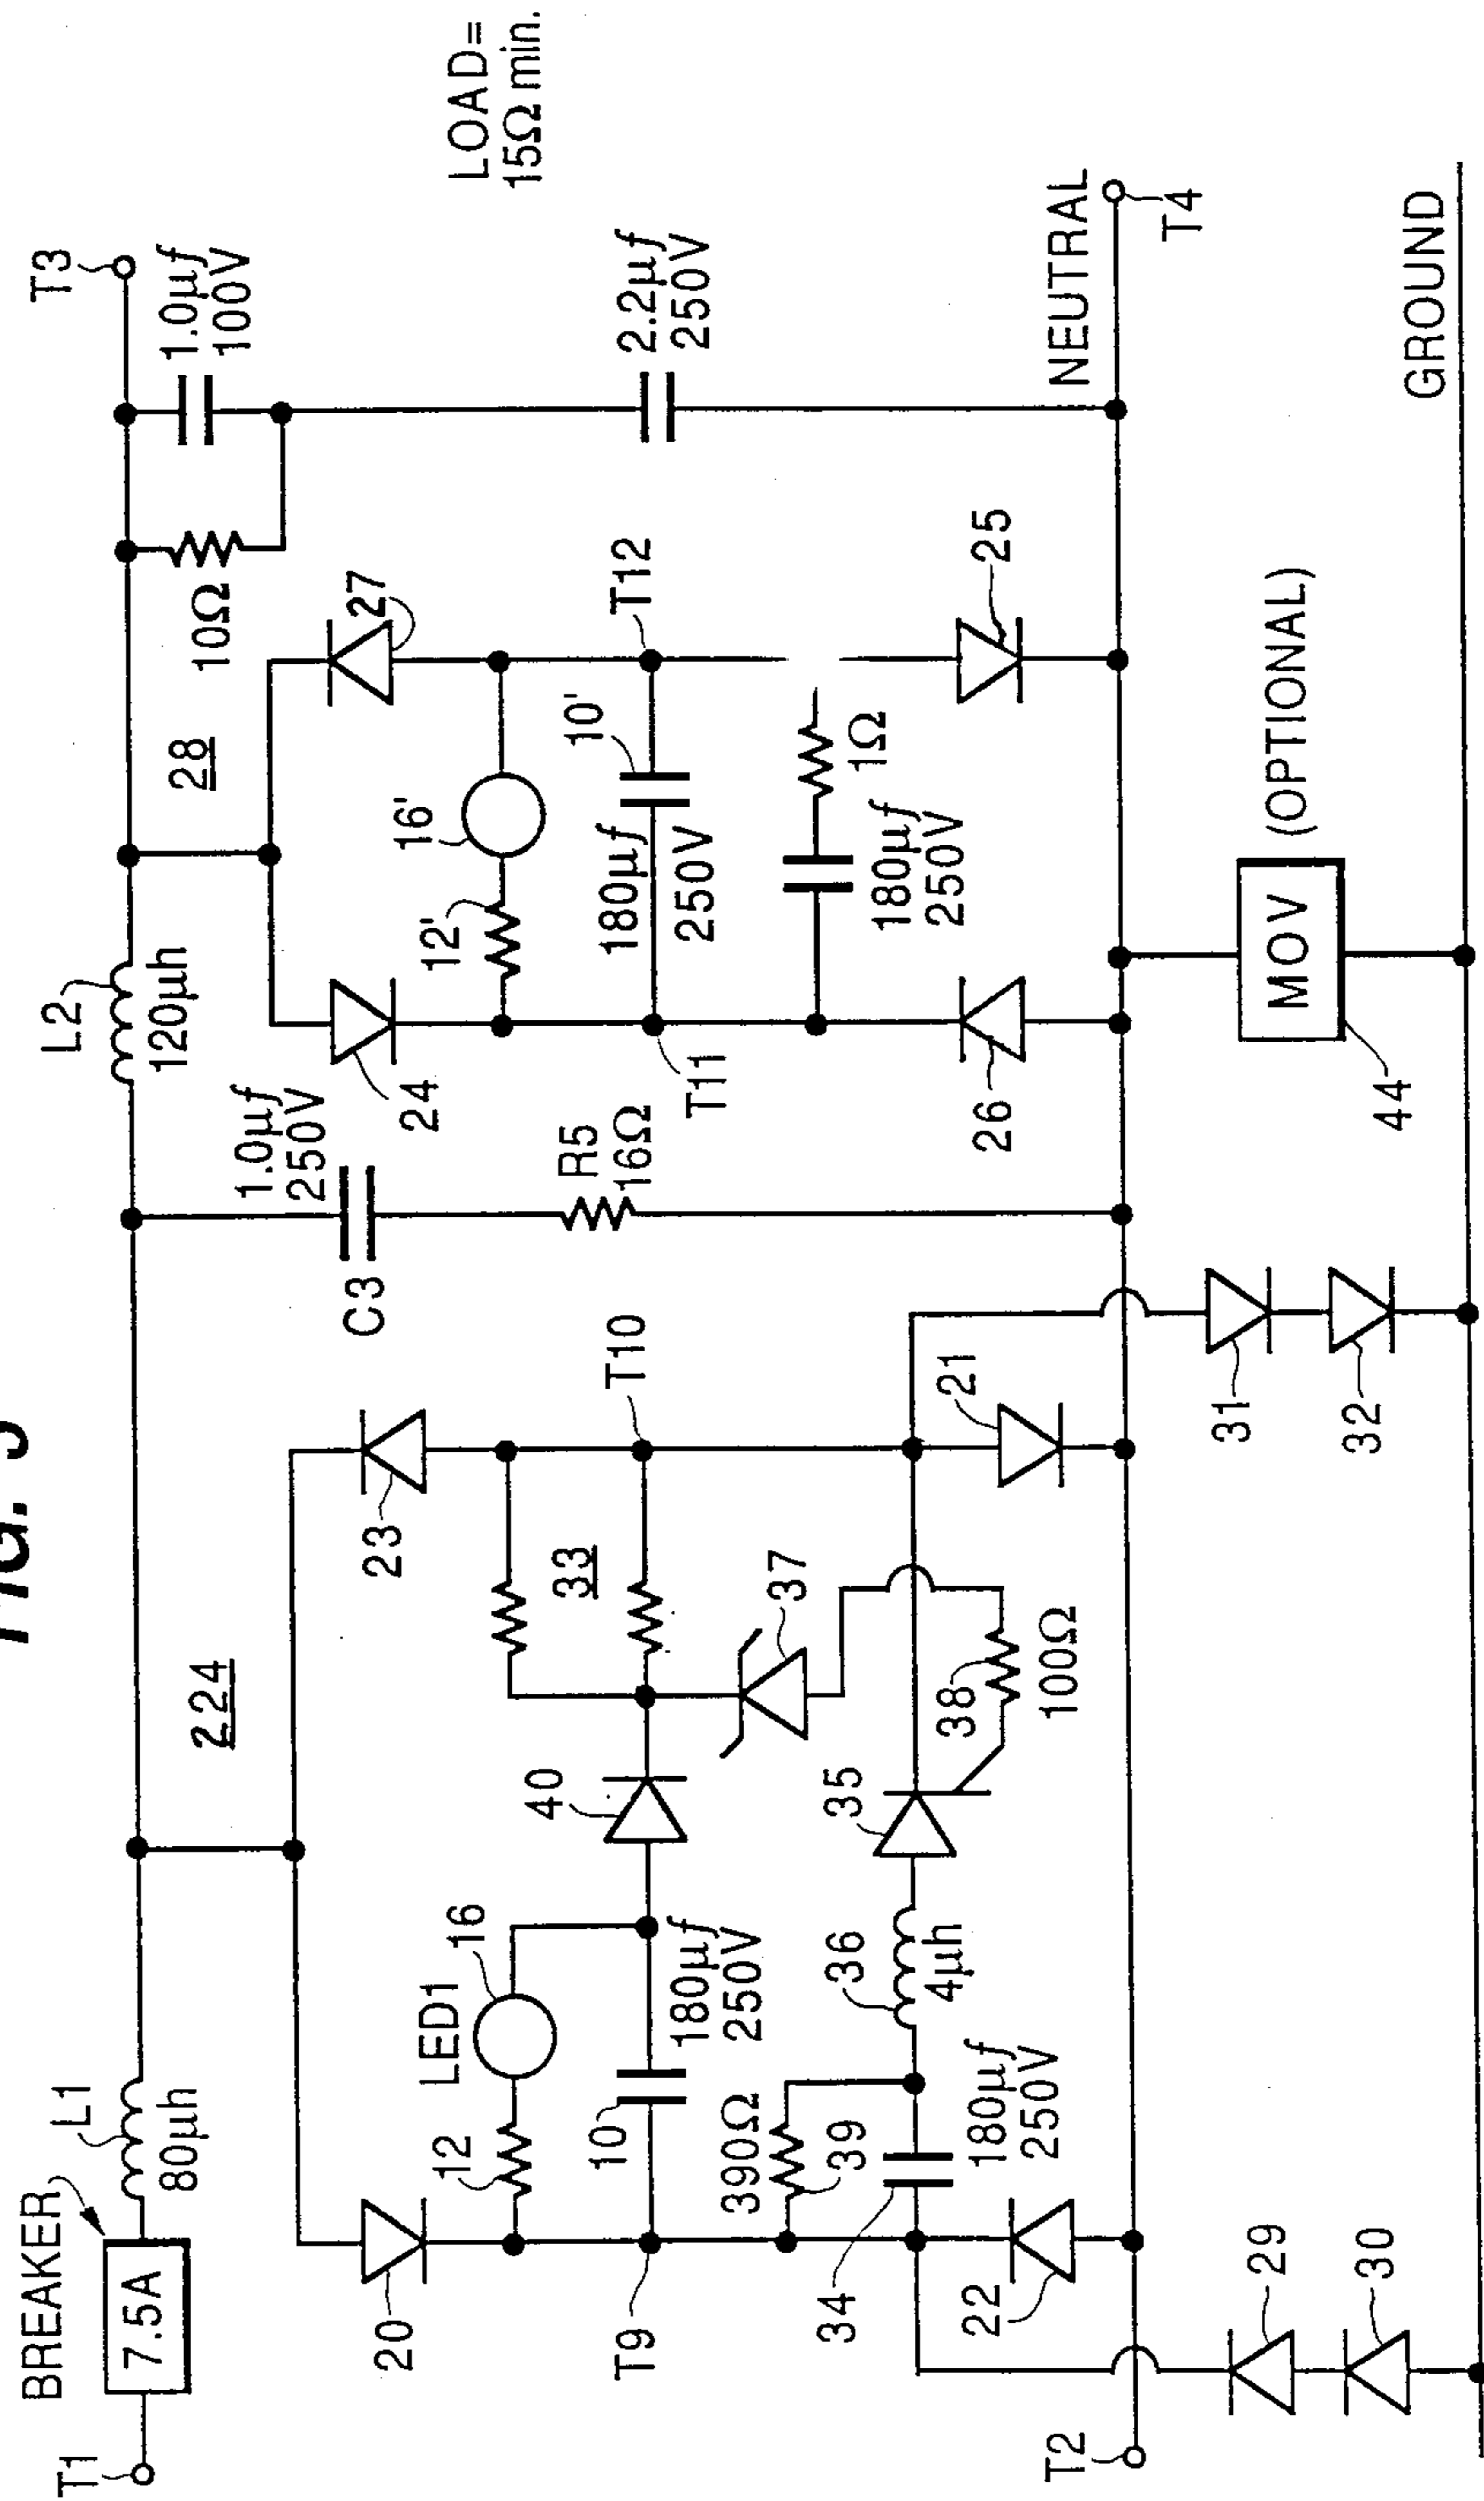 FIG. 3
BREAKER
T1
7.5A
L1
80µh
224
L2
120µh
28
T3
1.0µf
100V
10Ω
LOAD=
15Ω min.
20
LED1
16
12
10
180µf
250V
40
23
33
T10
C3
1.0µf
250V
R5
16Ω
24
12'
16'
27
10'
180µf
250V
T11
T12
2.2µf
250V
T9
390Ω
39
34
180µf
250V
36
4µh
35
37
38
100Ω
21
22
180µf
250V
1Ω
26
25
NEUTRAL
T4
T2
29
30
31
32
44
MOV
(OPTIONAL)
GROUND